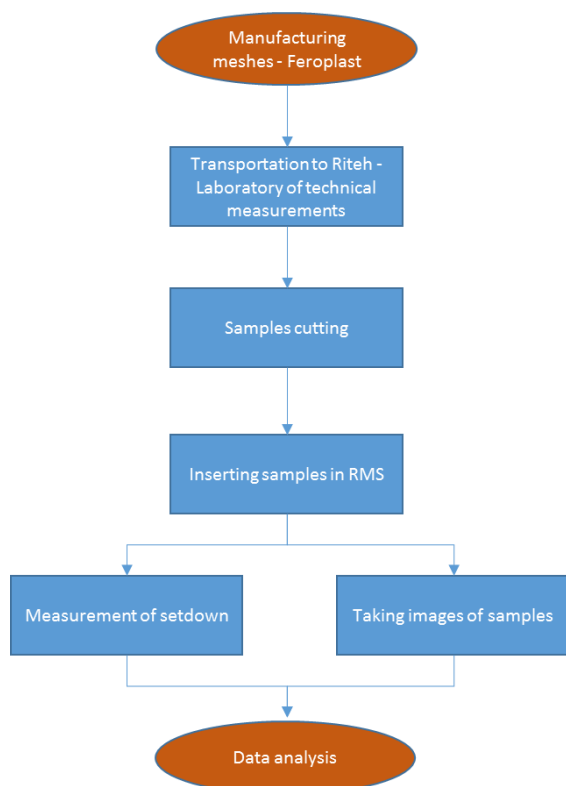 Manufacturing
meshes - Feroplast
Transportation to Riteh -
Laboratory of technical
measurements
Samples cutting
Inserting samples in RMS
Measurement of setdown
Taking images of samples
Data analysis